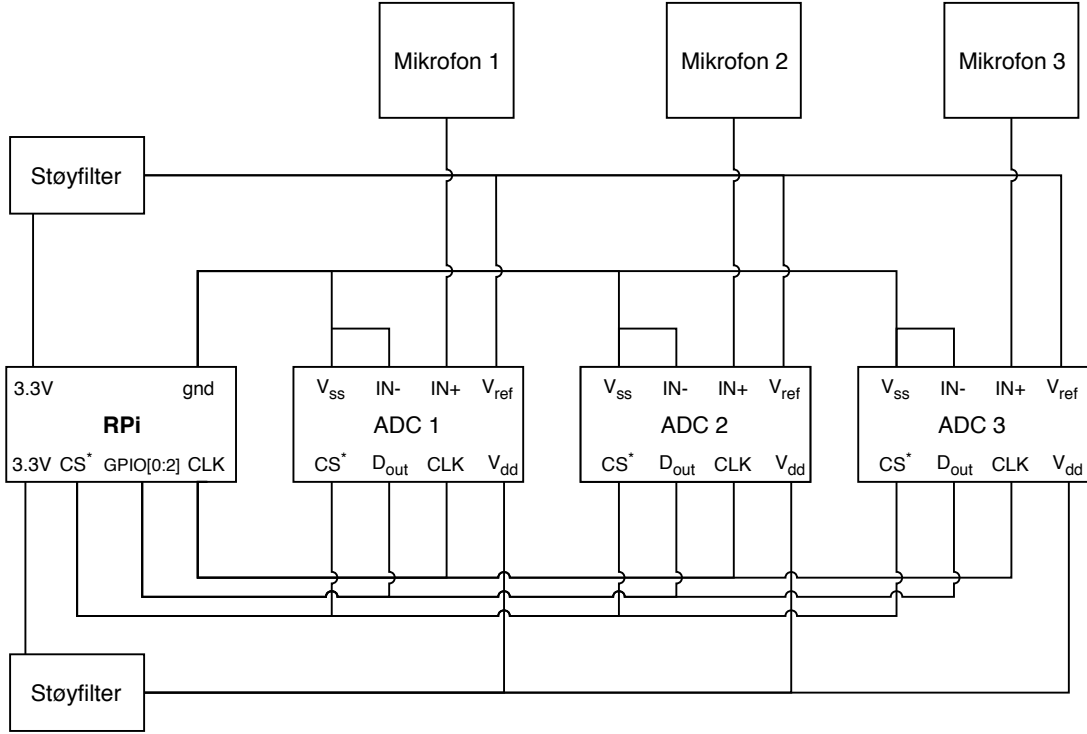 Mikrofon 1 Mikrofon 2 Mikrofon 3
Støyfilter
3.3V gnd
RPi
3.3V CS* GPIO[0:2] CLK
Vss IN- IN+ Vref
ADC 1
CS* Dout CLK Vdd
Vss IN- IN+ Vref
ADC 2
CS* Dout CLK Vdd
Vss IN- IN+ Vref
ADC 3
CS* Dout CLK Vdd
Støyfilter